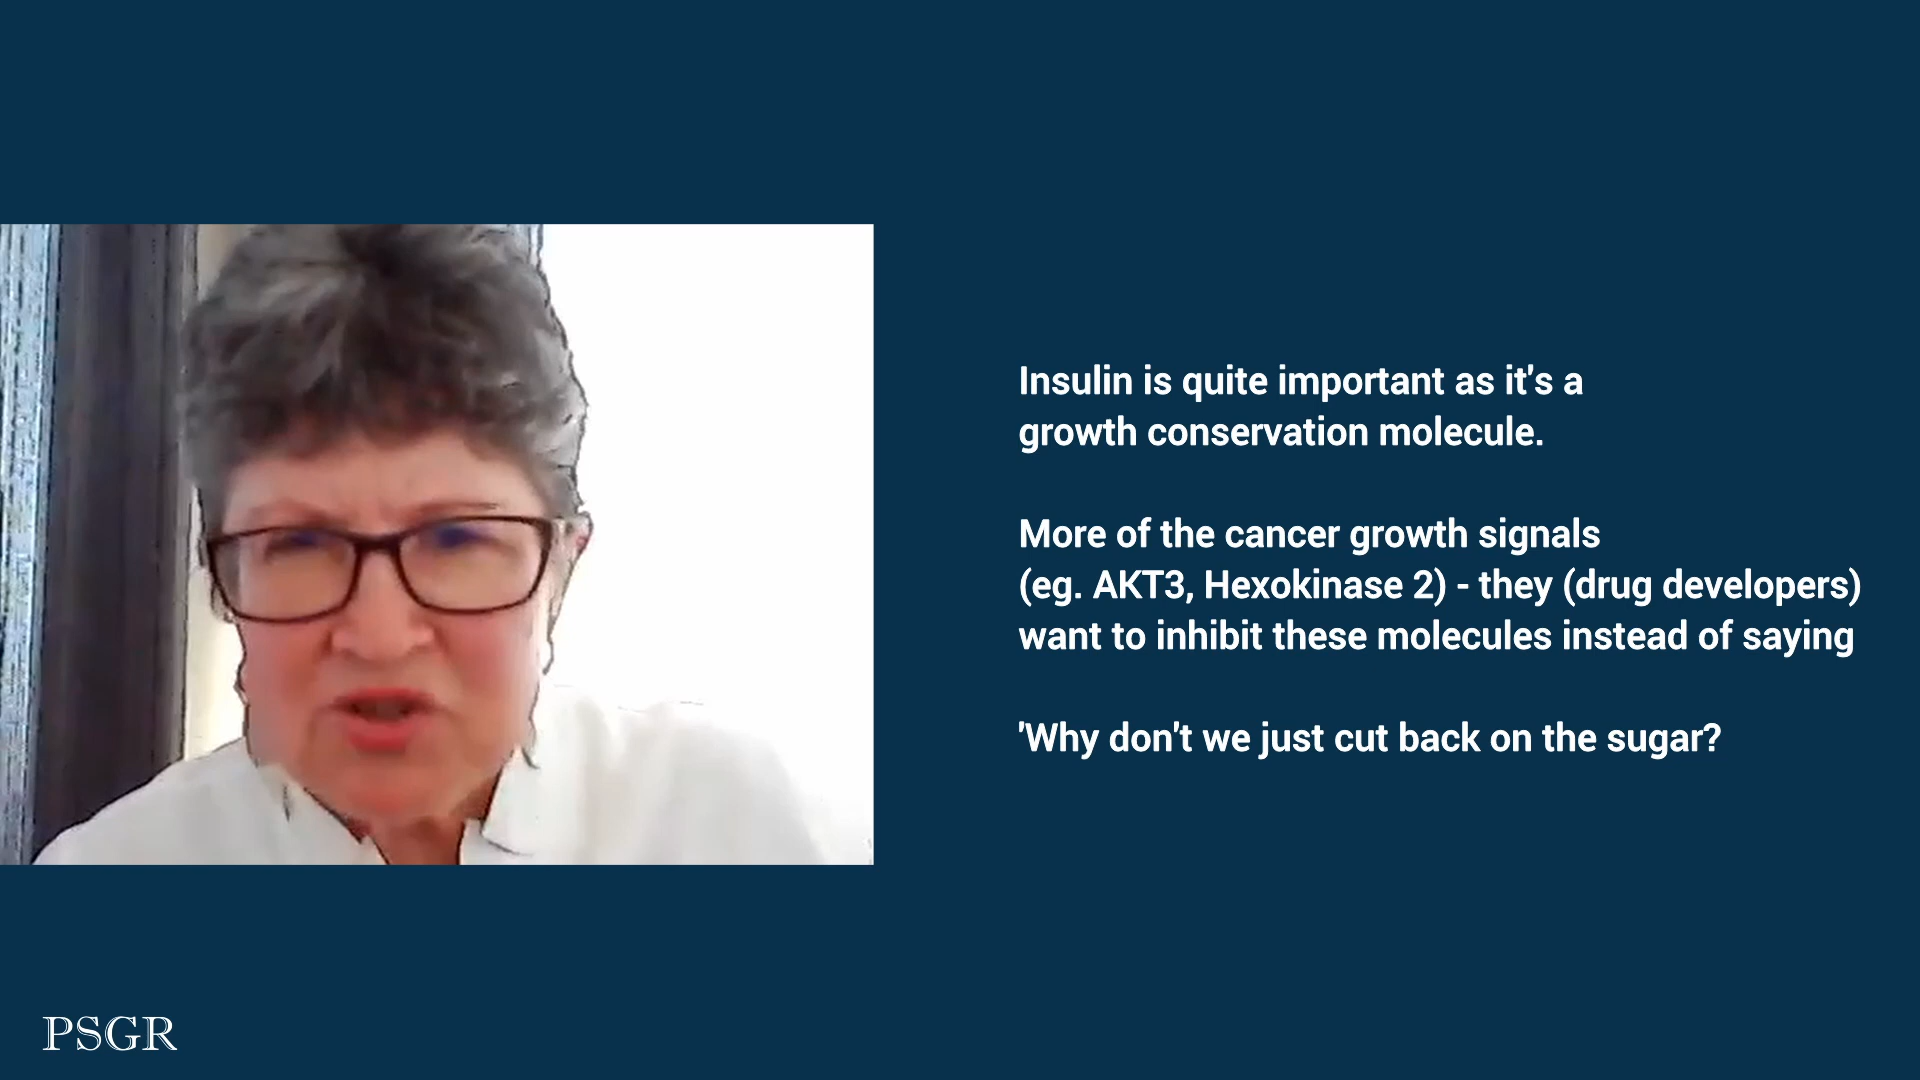 Insulin is quite important as it's a
growth conservation molecule.
More of the cancer growth signals
(eg. AKT3, Hexokinase 2) - they (drug developers)
want to inhibit these molecules instead of saying
'Why don't we just cut back on the sugar?
PSGR